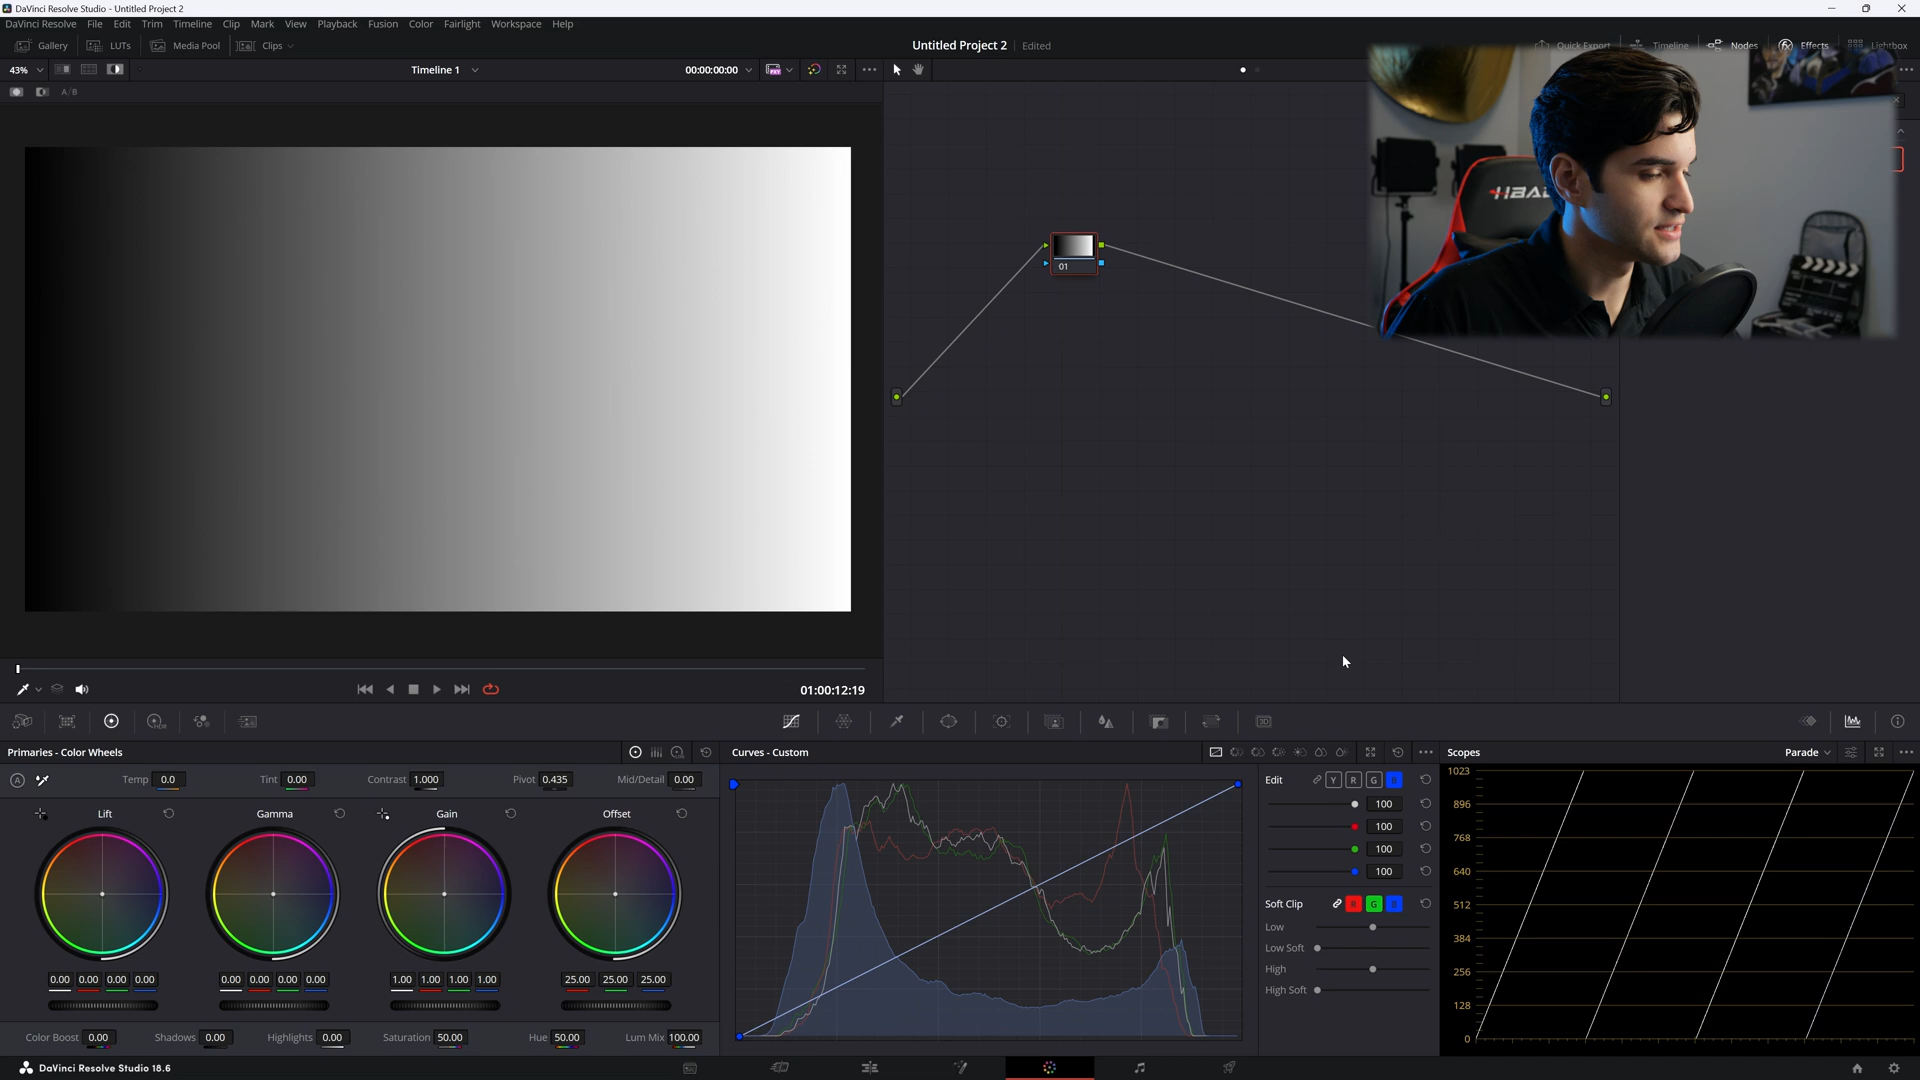 DaVinci Resolve Studio - Untitled Project 2
DaVinci Resolve File Edit Trim Timeline Clip Mark View Playback Fusion Color Fairlight Workspace Help
Gallery LUTs Media Pool Clips Untitled Project 2 Edited Quick Export Timeline Nodes Effects Lightbox
43% Timeline 1 00:00:00:00
A/B
HBA
01
01:00:12:19
Primaries - Color Wheels Curves - Custom Scopes Parade
Temp 0.0 Tint 0.00 Contrast 1.000 Pivot 0.435 Mid/Detail 0.00
Lift Gamma Gain Offset
0.00 0.00 0.00 0.00 0.00 0.00 0.00 0.00 1.00 1.00 1.00 1.00 25.00 25.00 25.00
Color Boost 0.00 Shadows 0.00 Highlights 0.00 Saturation 50.00 Hue 50.00 Lum Mix 100.00
Edit Y R G B
100
100
100
100
Soft Clip R G B
Low
Low Soft
High
High Soft
1023
896
768
640
512
384
256
128
0
DaVinci Resolve Studio 18.6